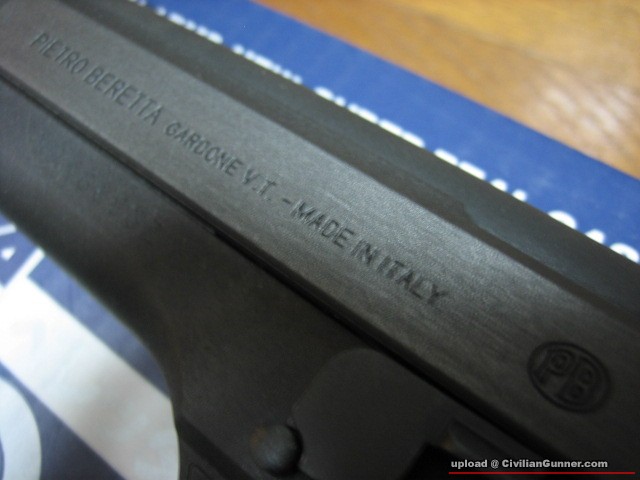 PIETRO BERETTA GARDONE V.T. - MADE IN ITALY
PB
upload @ CivilianGunner.com